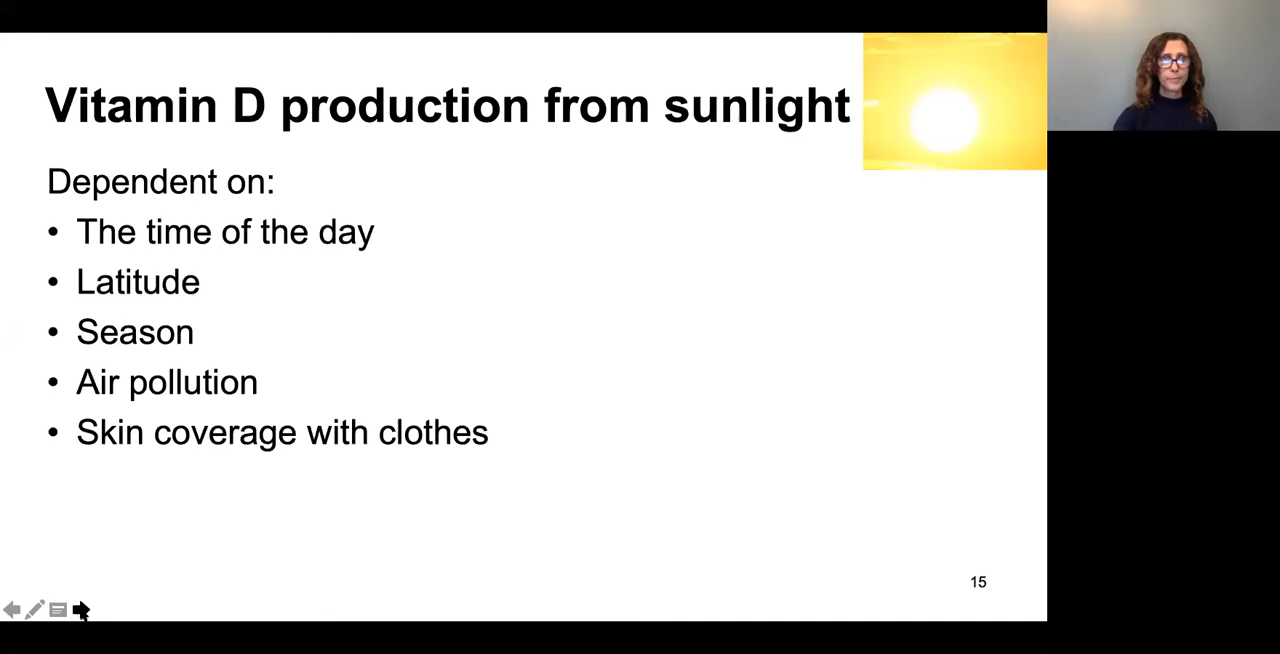 Vitamin D production from sunlight
Dependent on:
• The time of the day
• Latitude
• Season
• Air pollution
• Skin coverage with clothes
15